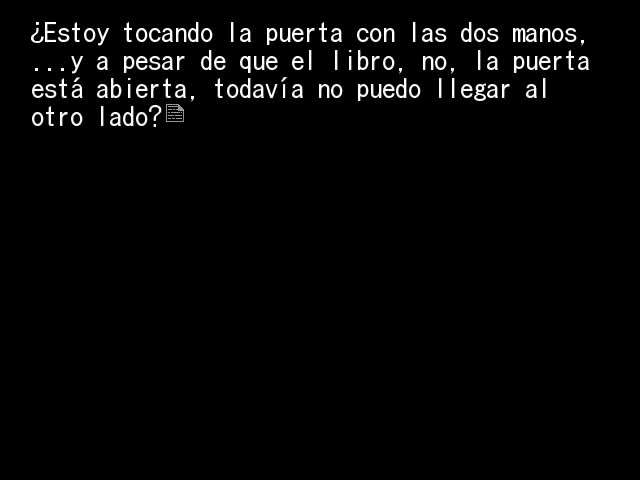 ¿Estoy tocando la puerta con las dos manos,
...y a pesar de que el libro, no, la puerta
está abierta, todavía no puedo llegar al
otro lado?